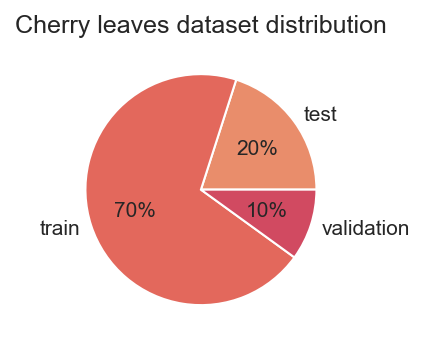 Cherry leaves dataset distribution
test
20%
70%
10%
train
validation